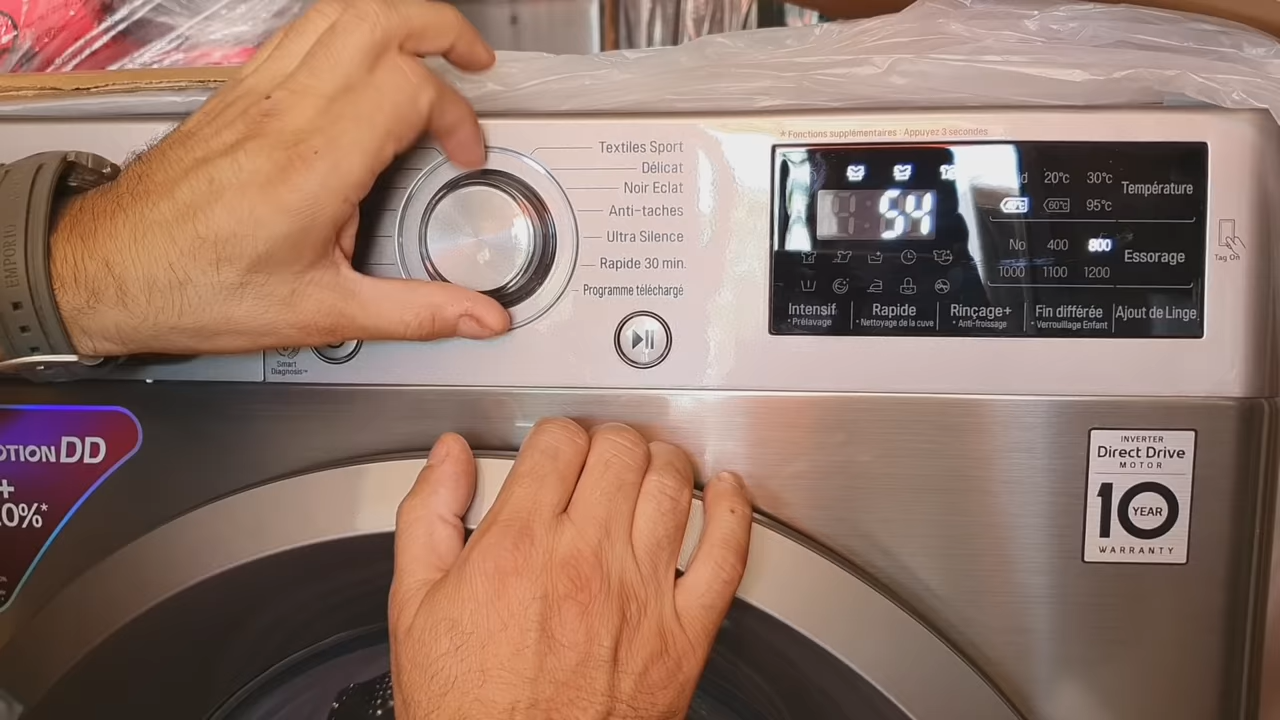 * Fonctions supplémentaires : Appuyez 3 secondes
Textiles Sport
Délicat
Noir Eclat
Anti-taches
Ultra Silence
Rapide 30 min.
Programme téléchargé
54
20°C 30°C
40°C 60°C 95°C
Température
No 400 800
1000 1100 1200
Essorage
Intensif
• Prélavage
Rapide
• Nettoyage de la cuve
Rinçage+
• Anti-froissage
Fin différée
• Verrouillage Enfant
Ajout de Linge
Tag On
Smart
Diagnosis™
EMPORIO
DD
+
0%*
INVERTER
Direct Drive
MOTOR
10 YEAR
WARRANTY